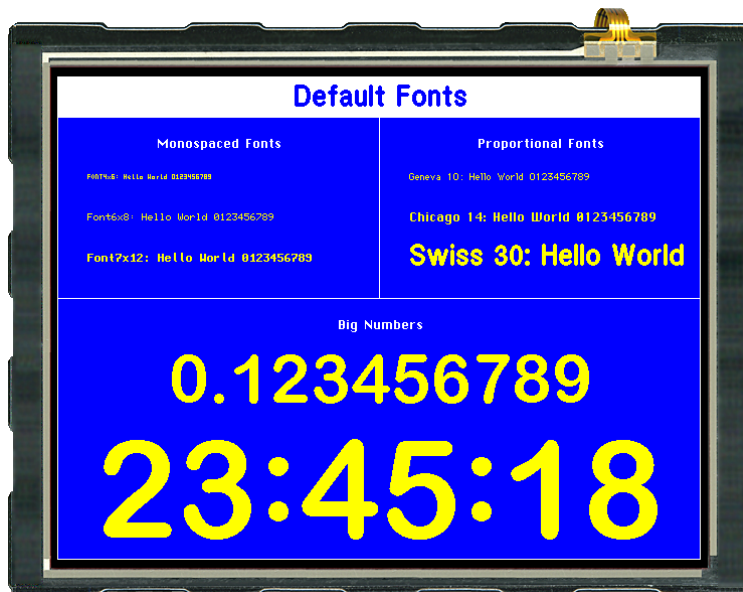 Default Fonts
Monospaced Fonts
FONT4x6: Hello World 0123456789
Font6x8: Hello World 0123456789
Font7x12: Hello World 0123456789
Proportional Fonts
Geneva 10: Hello World 0123456789
Chicago 14: Hello World 0123456789
Swiss 30: Hello World
Big Numbers
0.123456789
23:45:18